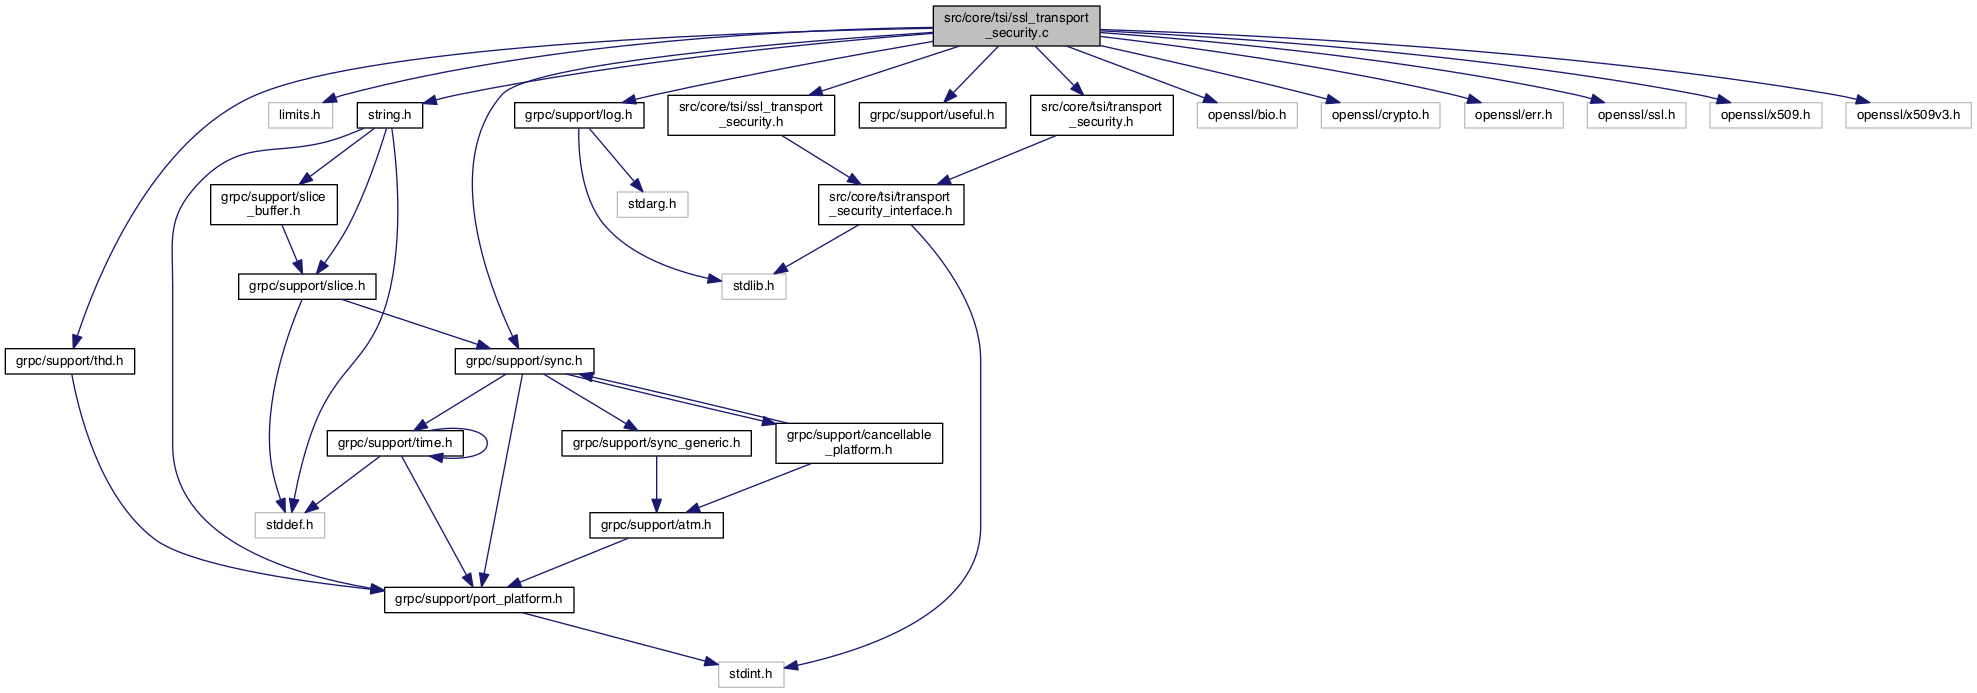 src/core/tsi/ssl_transport
_security.c
limits.h
string.h
grpc/support/log.h
src/core/tsi/ssl_transport
_security.h
grpc/support/useful.h
src/core/tsi/transport
_security.h
openssl/bio.h
openssl/crypto.h
openssl/err.h
openssl/ssl.h
openssl/x509.h
openssl/x509v3.h
grpc/support/slice
_buffer.h
stdarg.h
src/core/tsi/transport
_security_interface.h
grpc/support/slice.h
stdlib.h
grpc/support/thd.h
grpc/support/sync.h
grpc/support/time.h
grpc/support/sync_generic.h
grpc/support/cancellable
_platform.h
stddef.h
grpc/support/atm.h
grpc/support/port_platform.h
stdint.h